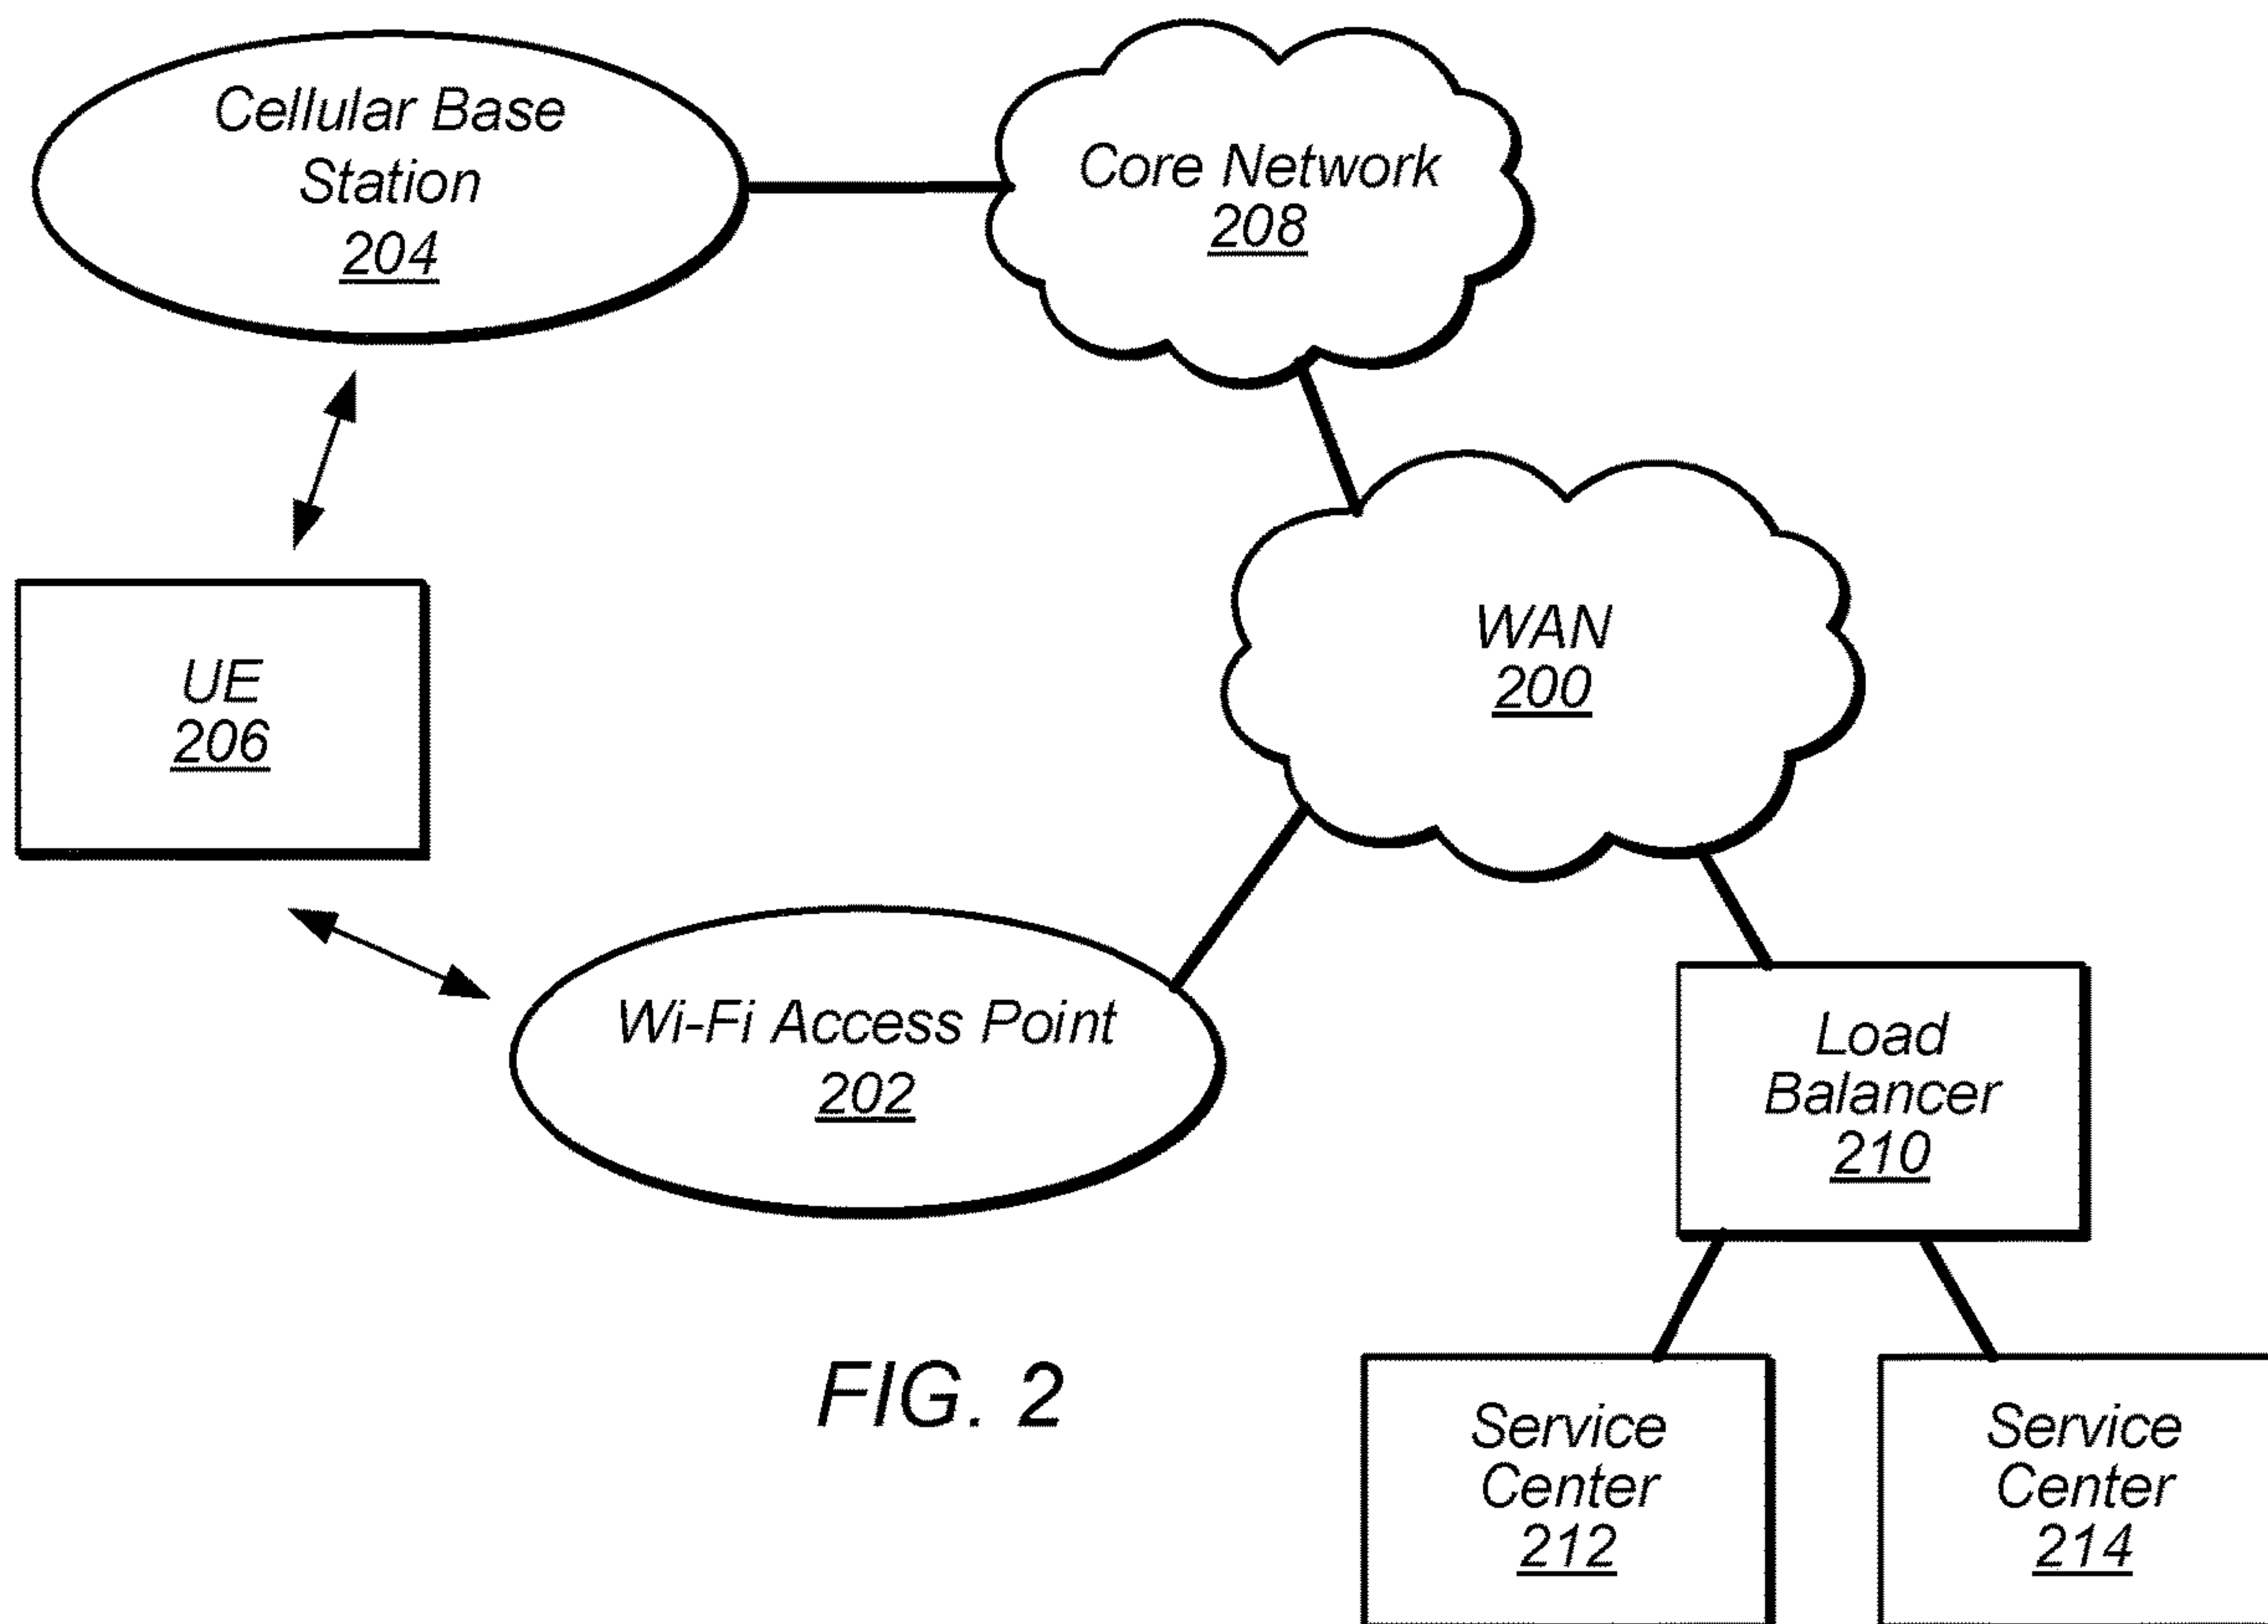 Cellular Base
Station
204
Core Network
208
UE
206
WAN
200
Wi-Fi Access Point
202
Load
Balancer
210
FIG. 2
Service
Center
212
Service
Center
214